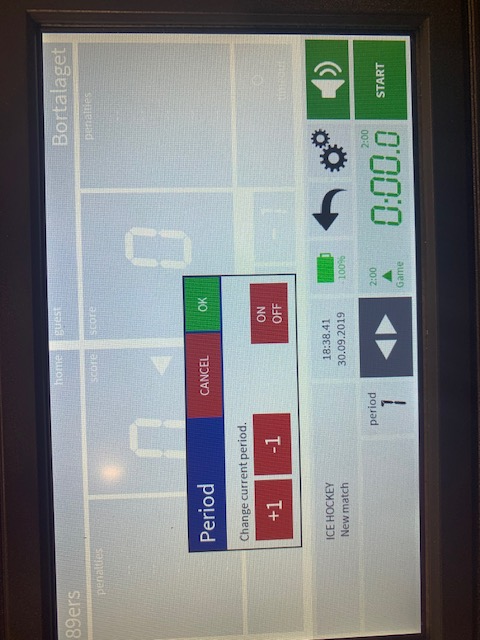 89ers home guest Bortalaget
penalties score score penalties
0 0
Period CANCEL OK
Change current period.
+1 -1 ON
OFF
ICE HOCKEY
New match
18:38.41
30.09.2019
100%
period
1
2:00 2:00
Game
0:00.0
START